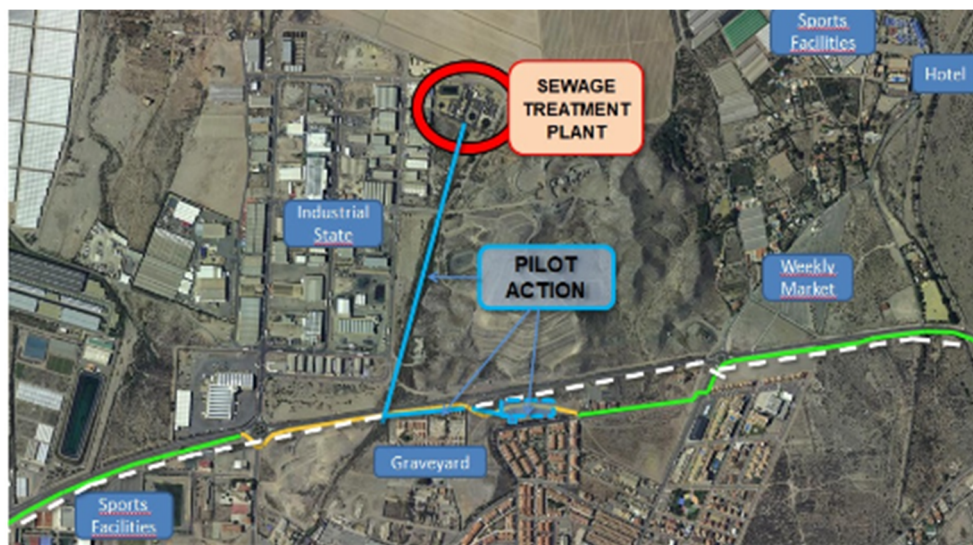 Sports
Facilities
Hotel
SEWAGE
TREATMENT
PLANT
Industrial
State
PILOT
ACTION
Weekly
Market
Graveyard
Sports
Facilities